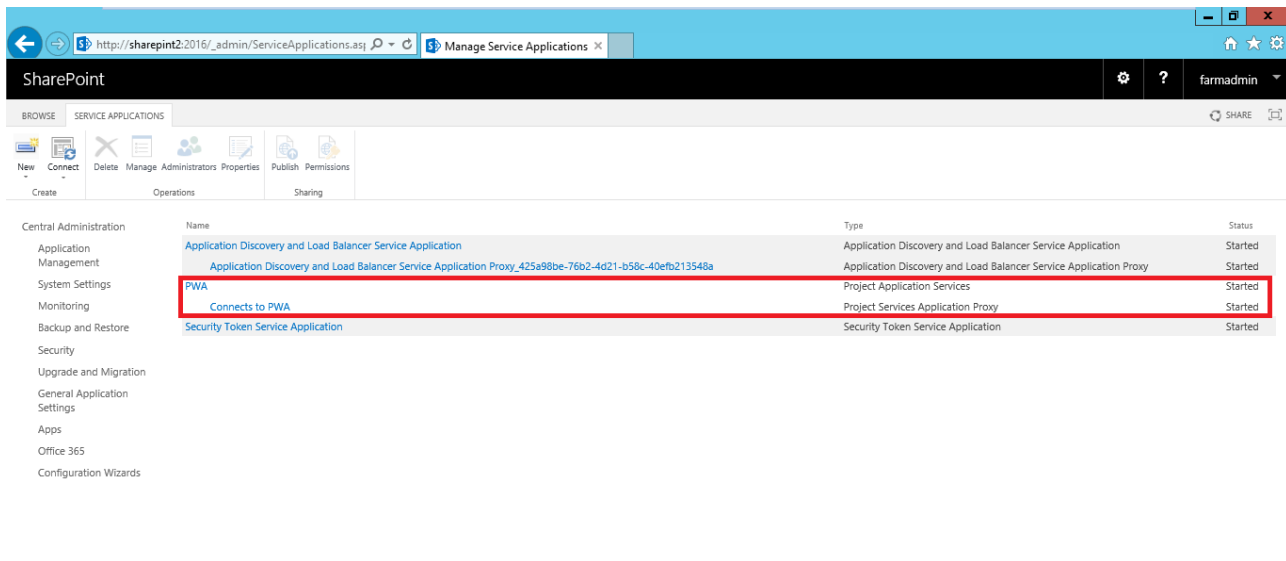 http://sharepint2:2016/_admin/ServiceApplications.asp
Manage Service Applications
SharePoint
?
farmadmin
BROWSE
SERVICE APPLICATIONS
SHARE
New
Connect
Delete
Manage
Administrators
Properties
Publish
Permissions
Create
Operations
Sharing
Central Administration
Application
Management
System Settings
Monitoring
Backup and Restore
Security
Upgrade and Migration
General Application
Settings
Apps
Office 365
Configuration Wizards
Name Type Status
Application Discovery and Load Balancer Service Application Application Discovery and Load Balancer Service Application Started
Application Discovery and Load Balancer Service Application Proxy_425a98be-76b2-4d21-b58c-40efb213548a Application Discovery and Load Balancer Service Application Proxy Started
PWA Project Application Services Started
Connects to PWA Project Services Application Proxy Started
Security Token Service Application Security Token Service Application Started